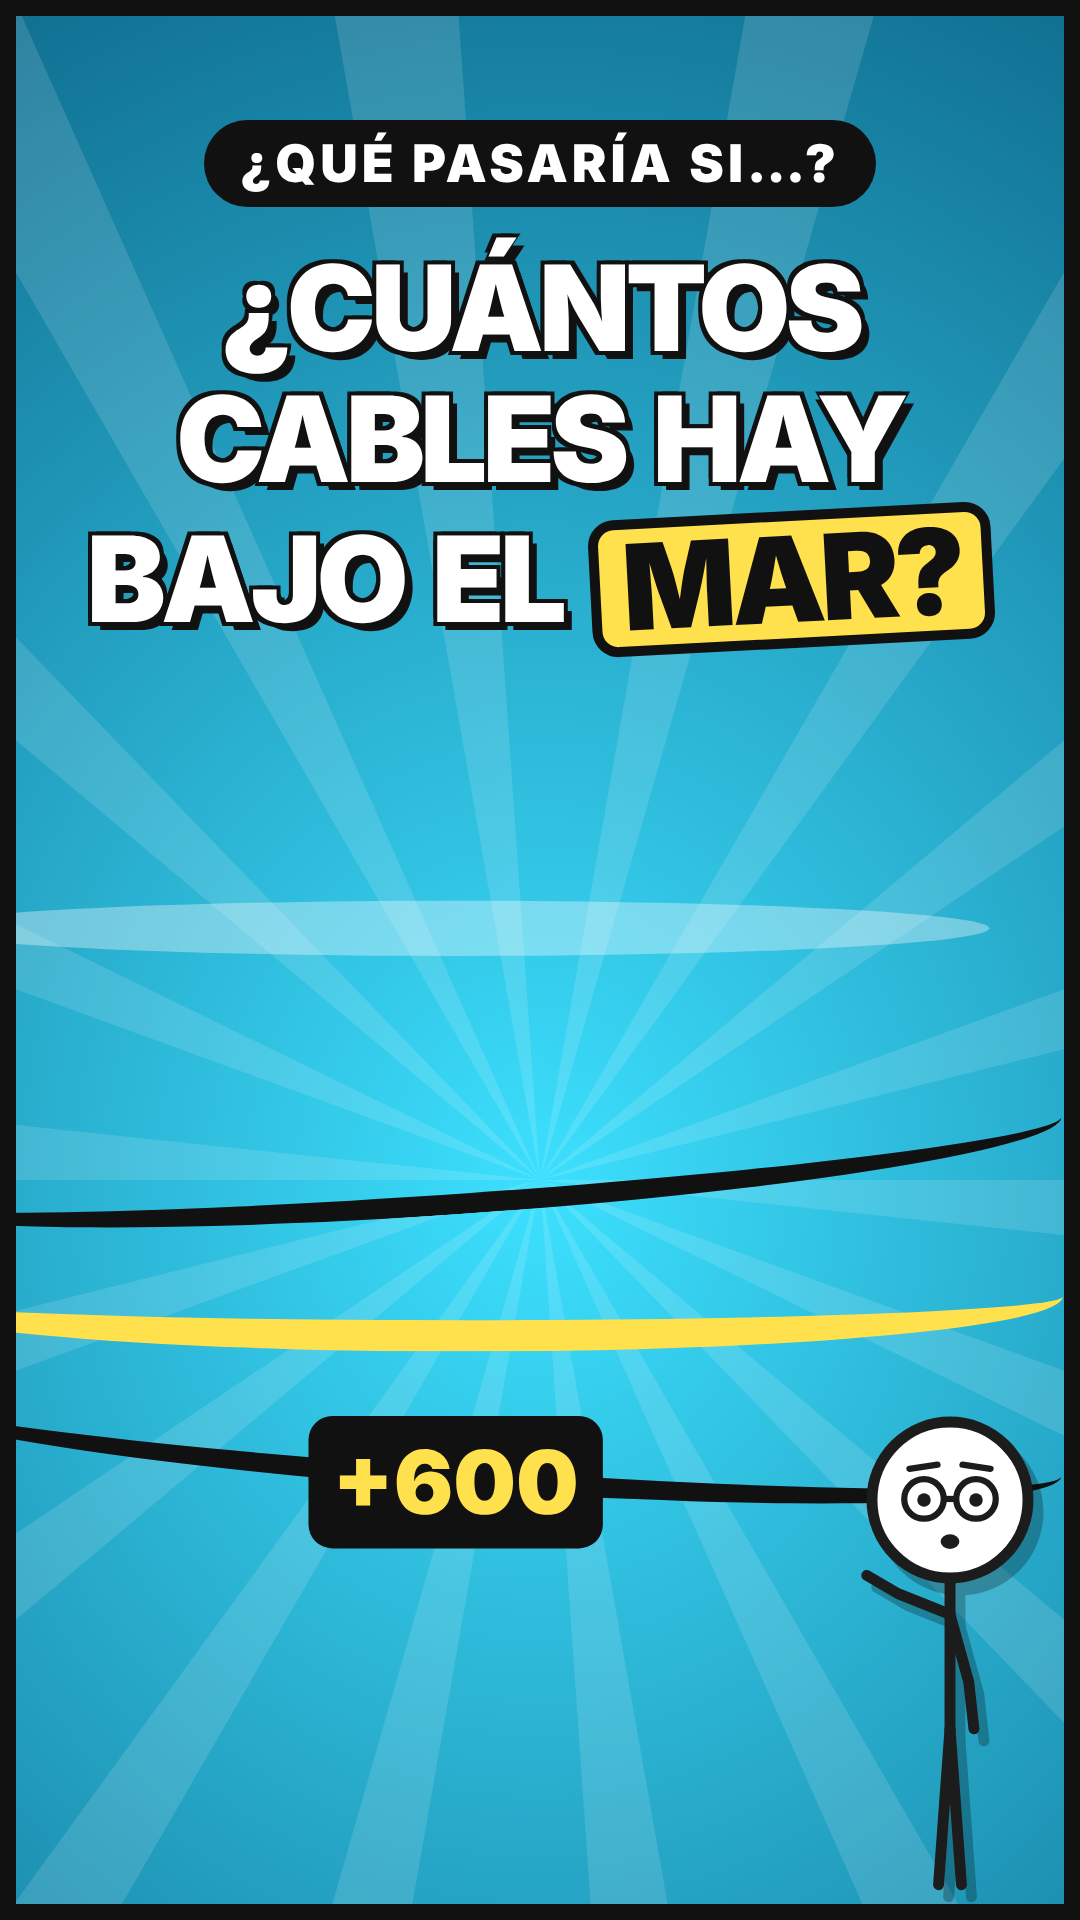 ¿QUÉ PASARÍA SI...?
¿CUÁNTOS
CABLES HAY
BAJO EL MAR?
+600